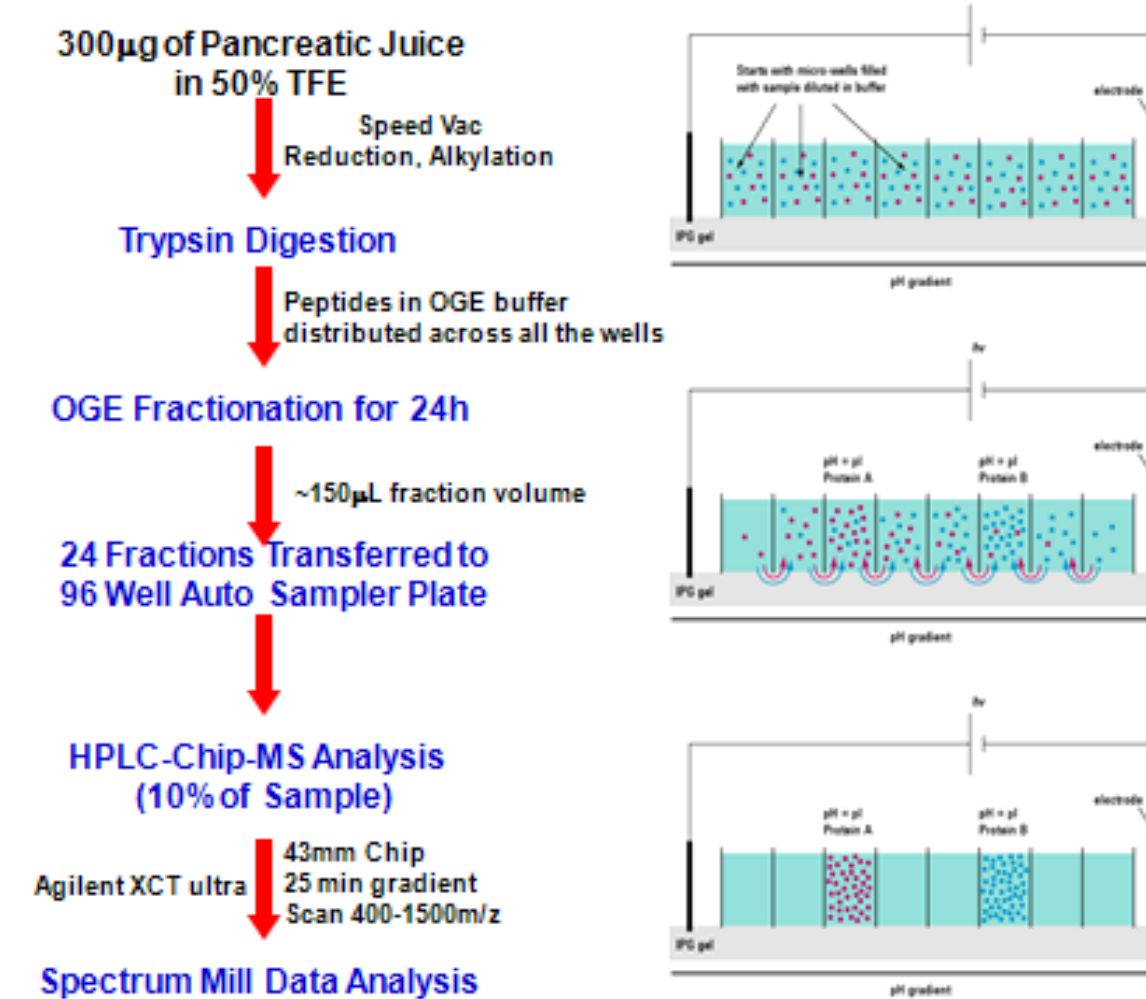 300µg of Pancreatic Juice
in 50% TFE
Speed Vac
Reduction, Alkylation
Trypsin Digestion
Peptides in OGE buffer
distributed across all the wells
OGE Fractionation for 24h
~150µL fraction volume
24 Fractions Transferred to
96 Well Auto Sampler Plate
HPLC-Chip-MS Analysis
(10% of Sample)
Agilent XCT ultra
43mm Chip
25 min gradient
Scan 400-1500m/z
Spectrum Mill Data Analysis
Starts with micro-wells filled
with sample diluted in buffer
electrode
IPG gel
pH gradient
electrode
pH = pI
Protein A
pH = pI
Protein B
IPG gel
pH gradient
electrode
pH = pI
Protein A
pH = pI
Protein B
IPG gel
pH gradient